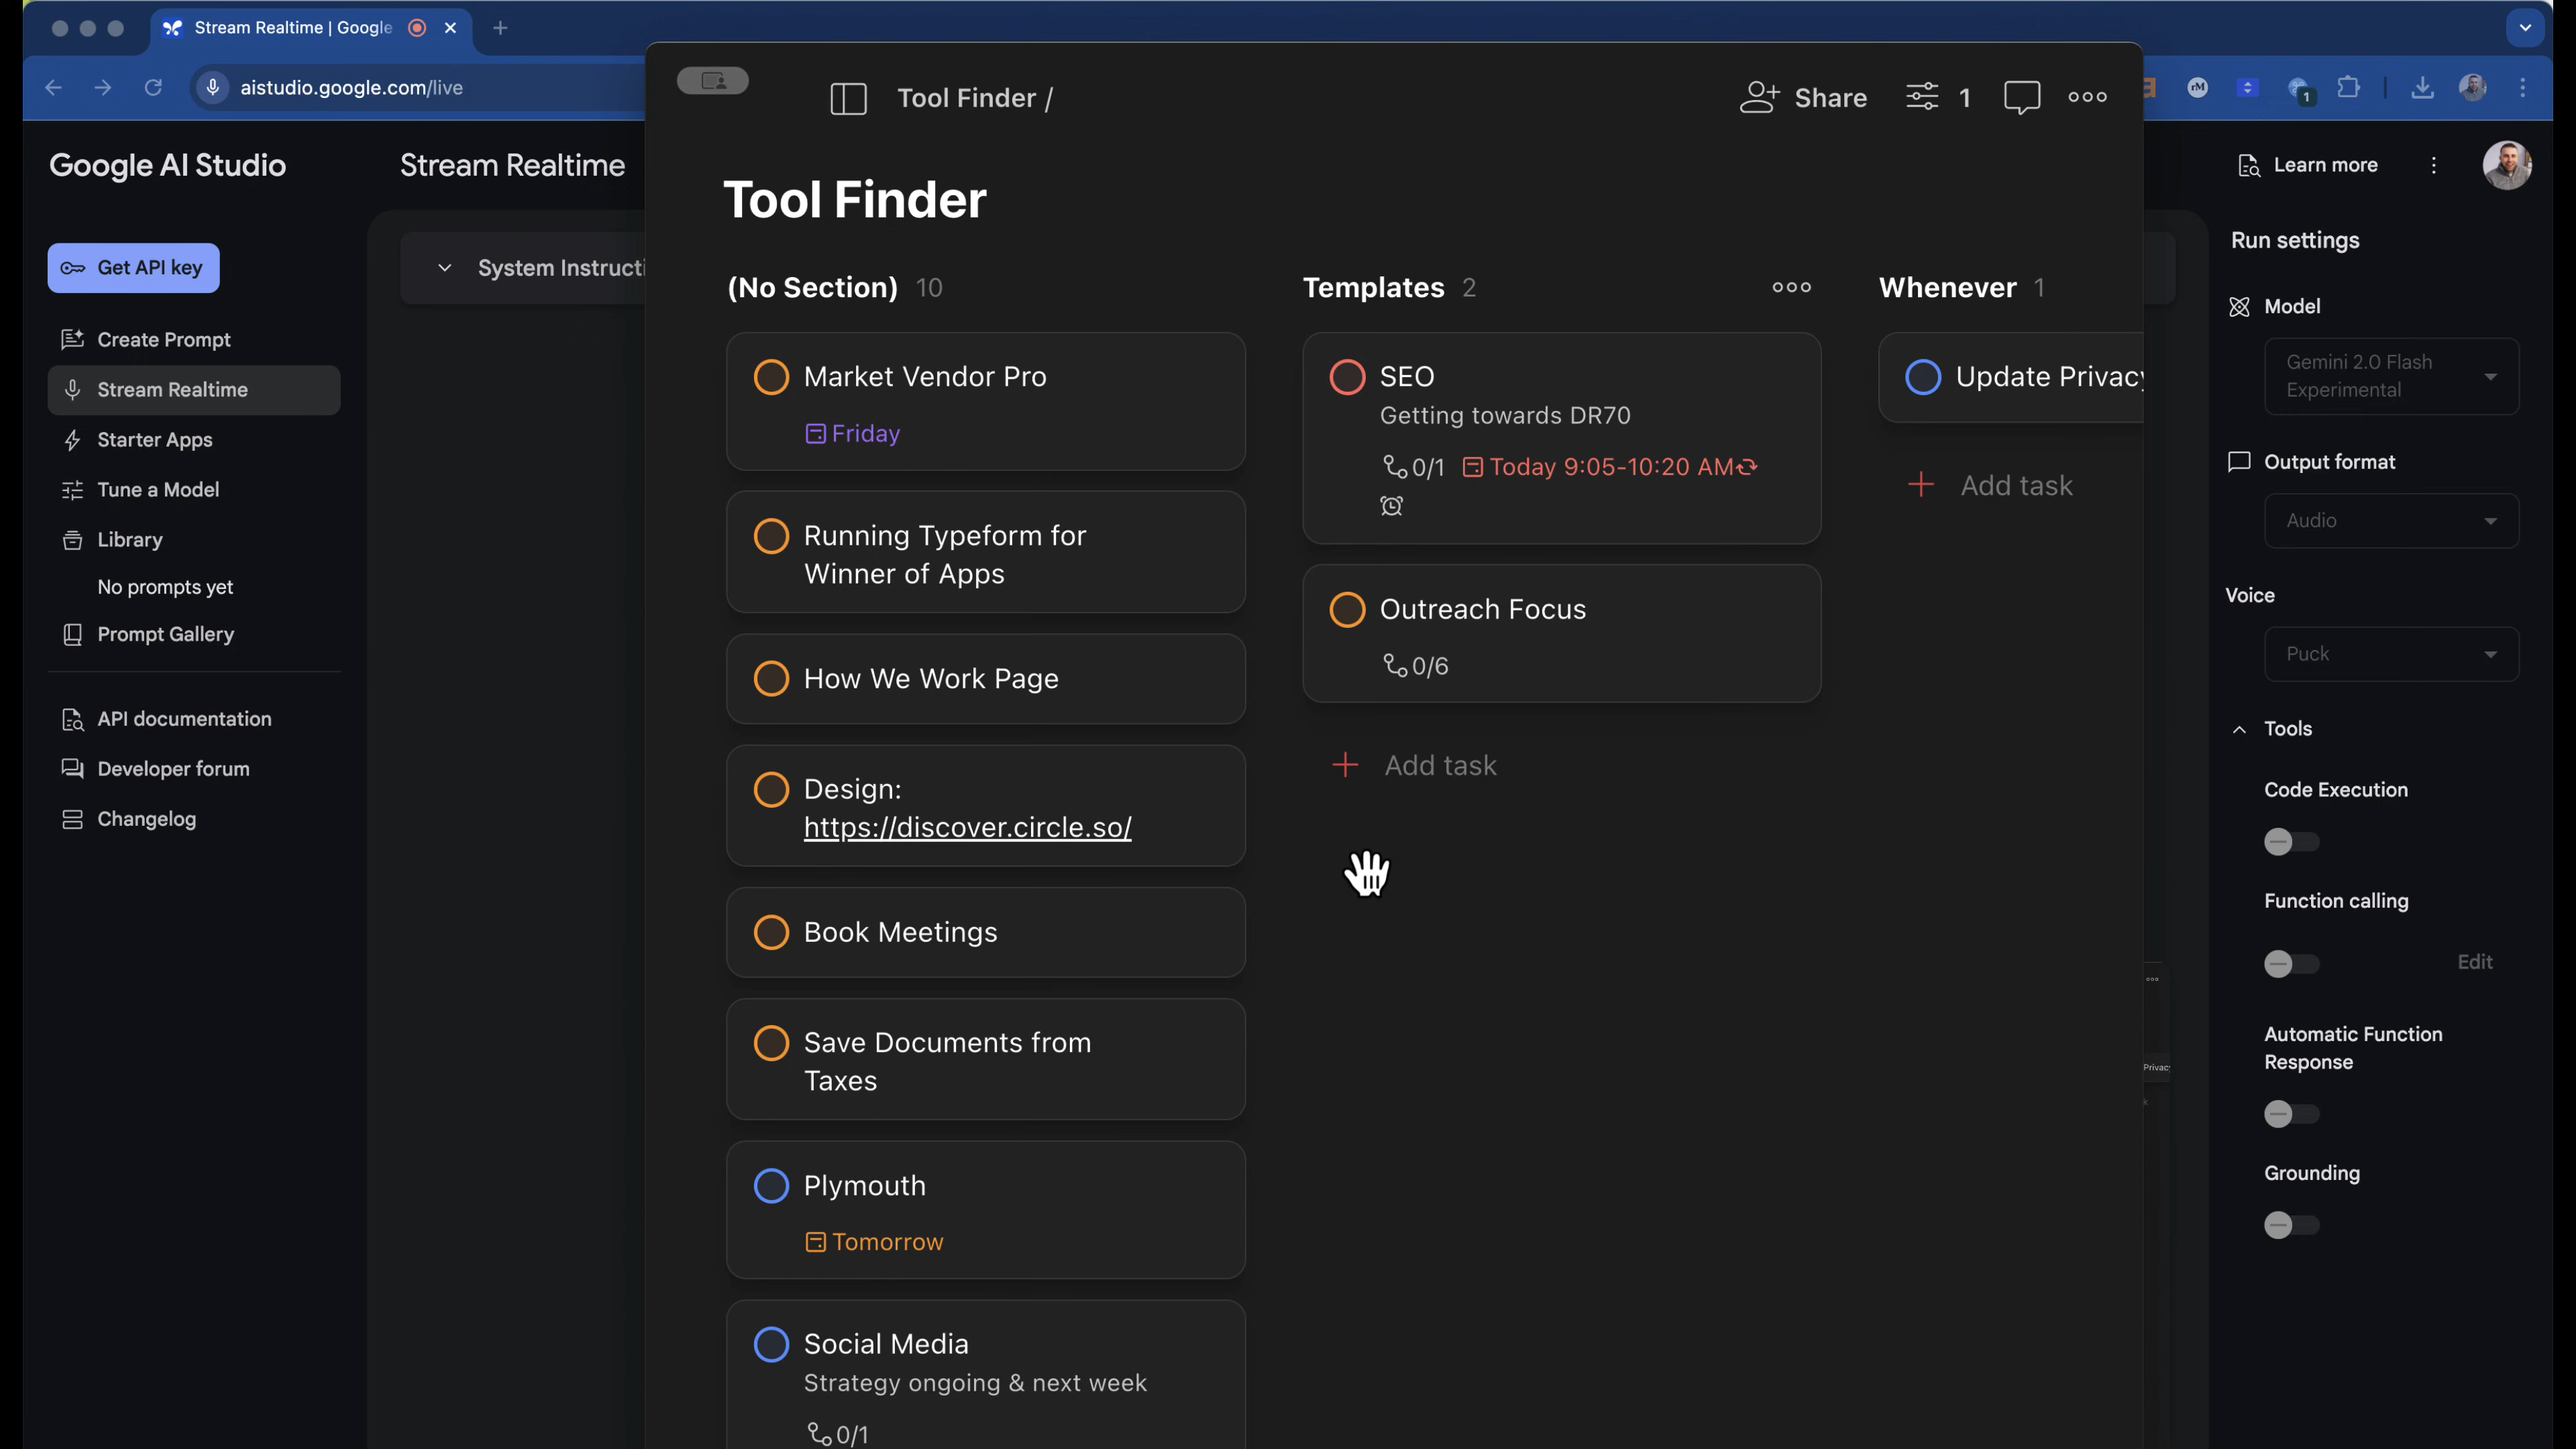 Stream Realtime | Google
aistudio.google.com/live
Google AI Studio
Get API key
Create Prompt
Stream Realtime
Starter Apps
Tune a Model
Library
No prompts yet
Prompt Gallery
API documentation
Developer forum
Changelog
Stream Realtime
System Instructi
Tool Finder /
Share
1
Tool Finder
(No Section) 10
Market Vendor Pro
Friday
Running Typeform for
Winner of Apps
How We Work Page
Design:
https://discover.circle.so/
Book Meetings
Save Documents from
Taxes
Plymouth
Tomorrow
Social Media
Strategy ongoing & next week
0/1
Templates 2
SEO
Getting towards DR70
0/1 Today 9:05-10:20 AM
Outreach Focus
0/6
+ Add task
Whenever 1
Update Privacy
+ Add task
rM
1
Learn more
Run settings
Model
Gemini 2.0 Flash
Experimental
Output format
Audio
Voice
Puck
Tools
Code Execution
Function calling
Edit
Automatic Function
Response
Grounding
Privacy